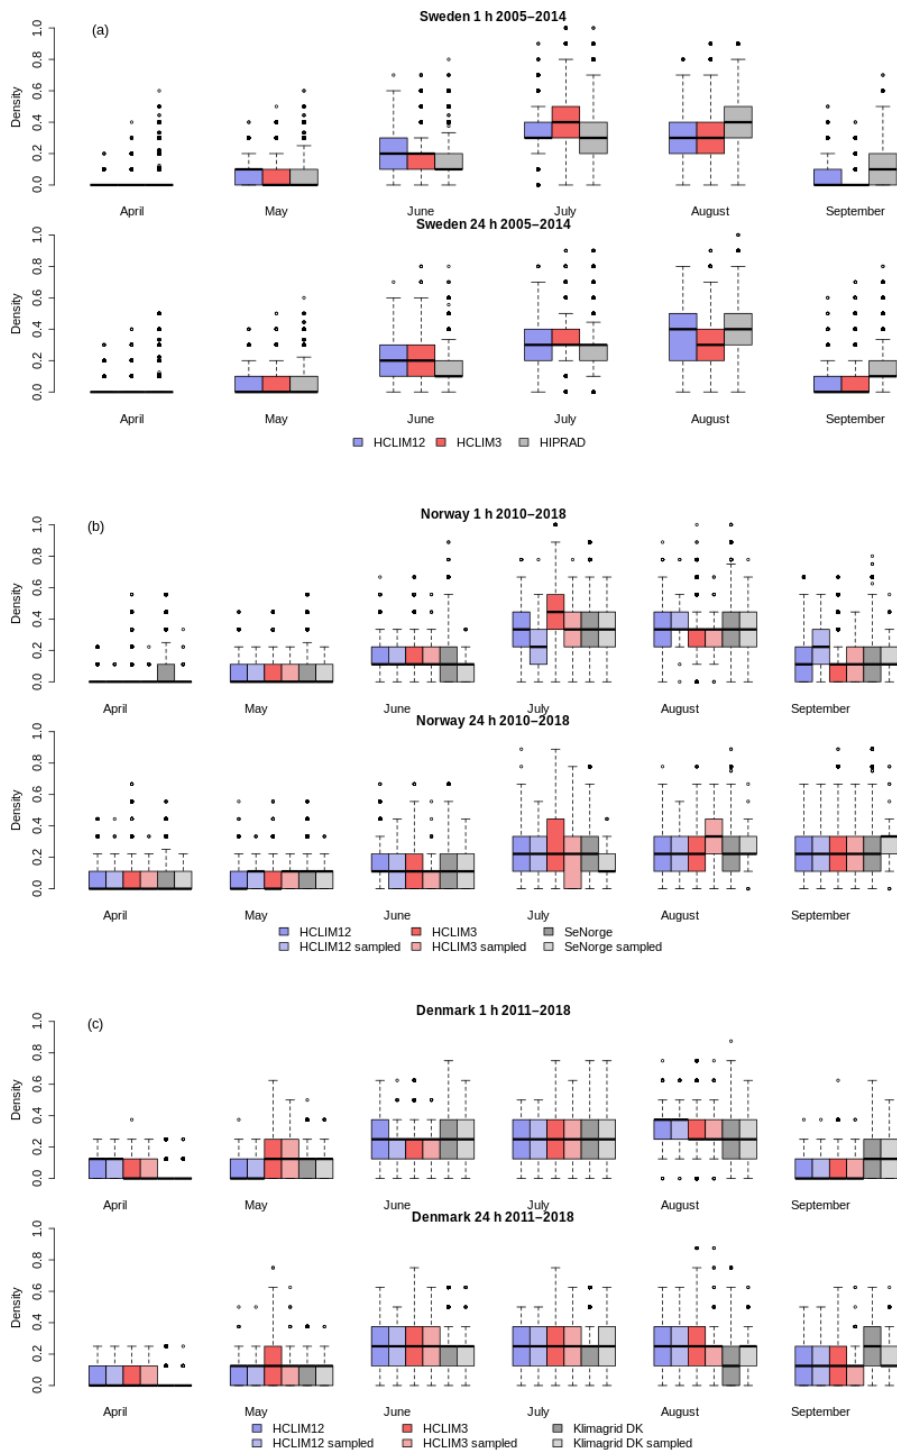 Sweden 1 h 2005–2014
(a)
Density
0.0 0.2 0.4 0.6 0.8 1.0
April May June July August September
Sweden 24 h 2005–2014
Density
0.0 0.2 0.4 0.6 0.8 1.0
April May June July August September
HCLIM12 HCLIM3 HIPRAD
Norway 1 h 2010–2018
(b)
Density
0.0 0.2 0.4 0.6 0.8 1.0
April May June July August September
Norway 24 h 2010–2018
Density
0.0 0.2 0.4 0.6 0.8 1.0
April May June July August September
HCLIM12 HCLIM3 SeNorge
HCLIM12 sampled HCLIM3 sampled SeNorge sampled
Denmark 1 h 2011–2018
(c)
Density
0.0 0.2 0.4 0.6 0.8 1.0
April May June July August September
Denmark 24 h 2011–2018
Density
0.0 0.2 0.4 0.6 0.8 1.0
April May June July August September
HCLIM12 HCLIM3 Klimagrid DK
HCLIM12 sampled HCLIM3 sampled Klimagrid DK sampled